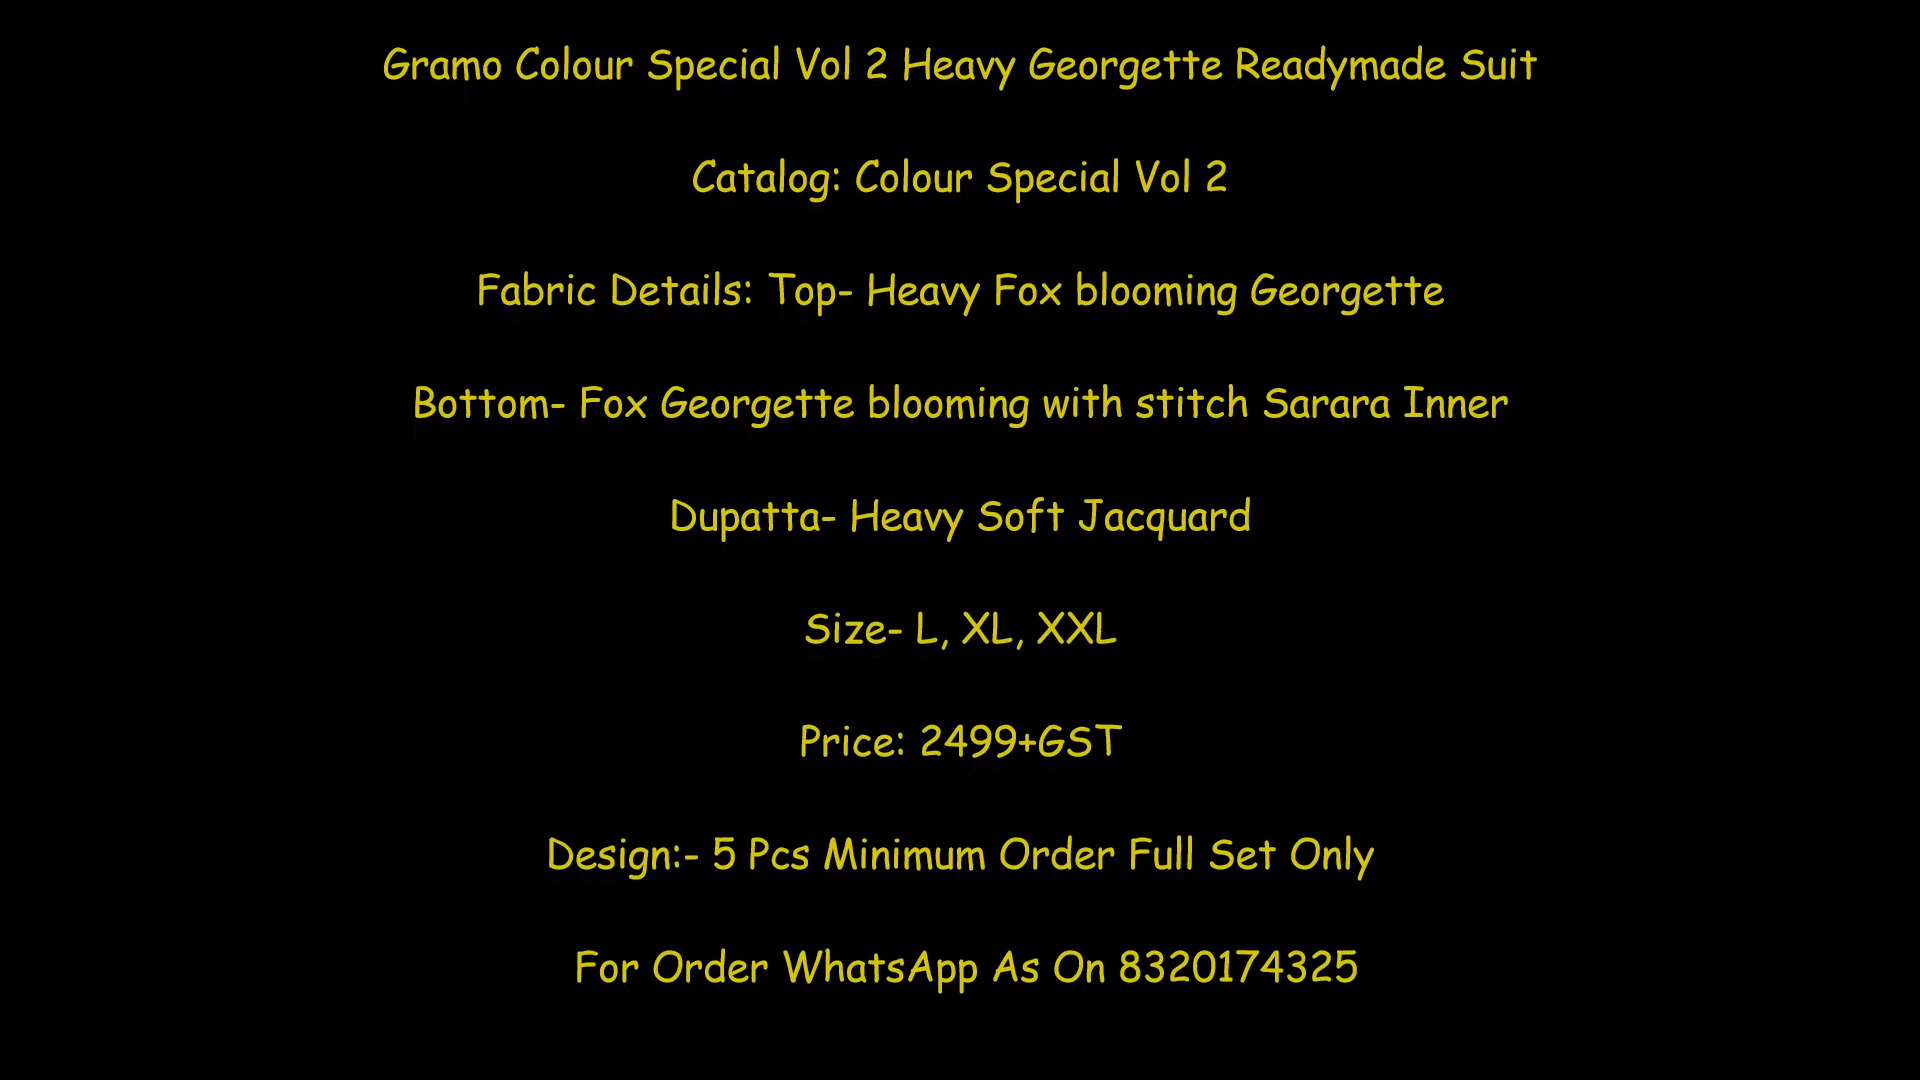 Gramo Colour Special Vol 2 Heavy Georgette Readymade Suit
Catalog: Colour Special Vol 2
Fabric Details: Top- Heavy Fox blooming Georgette
Bottom- Fox Georgette blooming with stitch Sarara Inner
Dupatta- Heavy Soft Jacquard
Size- L, XL, XXL
Price: 2499+GST
Design:- 5 Pcs Minimum Order Full Set Only
For Order WhatsApp As On 8320174325